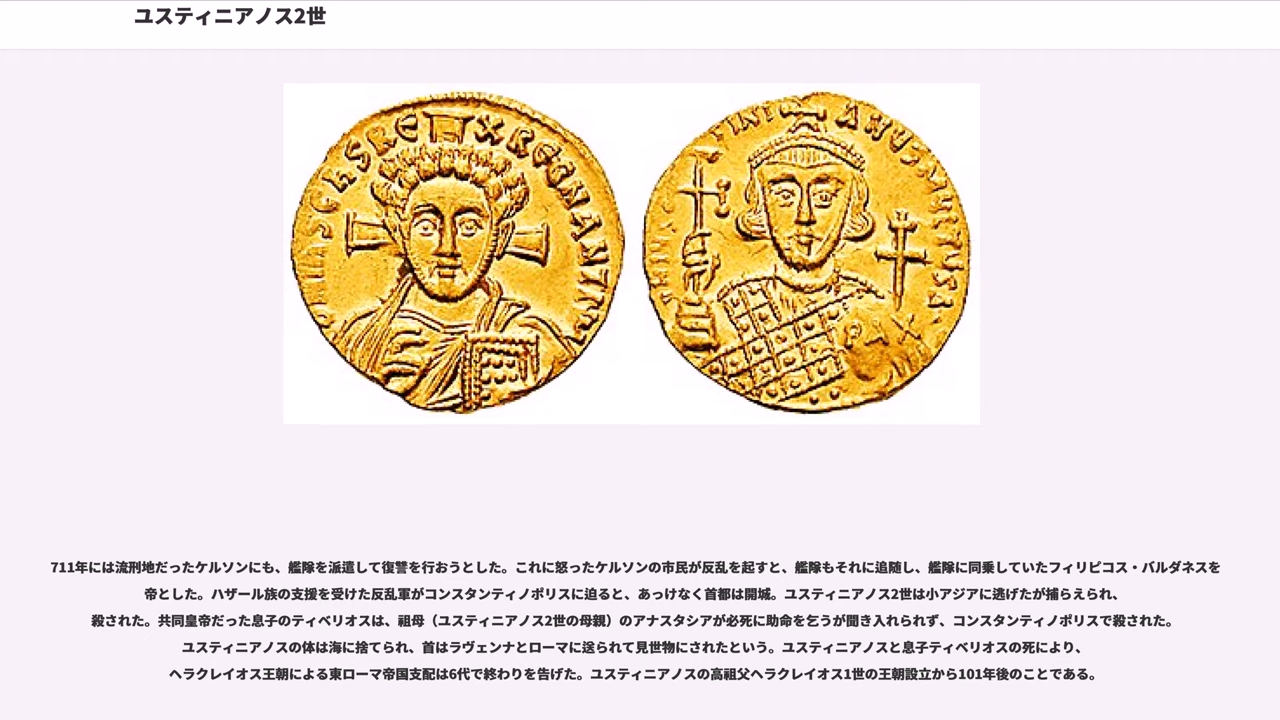 ユスティニアノス2世
PAX
711年には流刑地だったケルソンにも、艦隊を派遣して復讐を行おうとした。これに怒ったケルソンの市民が反乱を起すと、艦隊もそれに追随し、艦隊に同乗していたフィリピコス・バルダネスを
帝とした。ハザール族の支援を受けた反乱軍がコンスタンティノポリスに迫ると、あっけなく首都は開城。ユスティニアノス2世は小アジアに逃げたが捕らえられ、
殺された。共同皇帝だった息子のティベリオスは、祖母（ユスティニアノス2世の母親）のアナスタシアが必死に助命を乞うが聞き入れられず、コンスタンティノポリスで殺された。
ユスティニアノスの体は海に捨てられ、首はラヴェンナとローマに送られて見世物にされたという。ユスティニアノスと息子ティベリオスの死により、
ヘラクレイオス王朝による東ローマ帝国支配は6代で終わりを告げた。ユスティニアノスの高祖父ヘラクレイオス1世の王朝設立から101年後のことである。